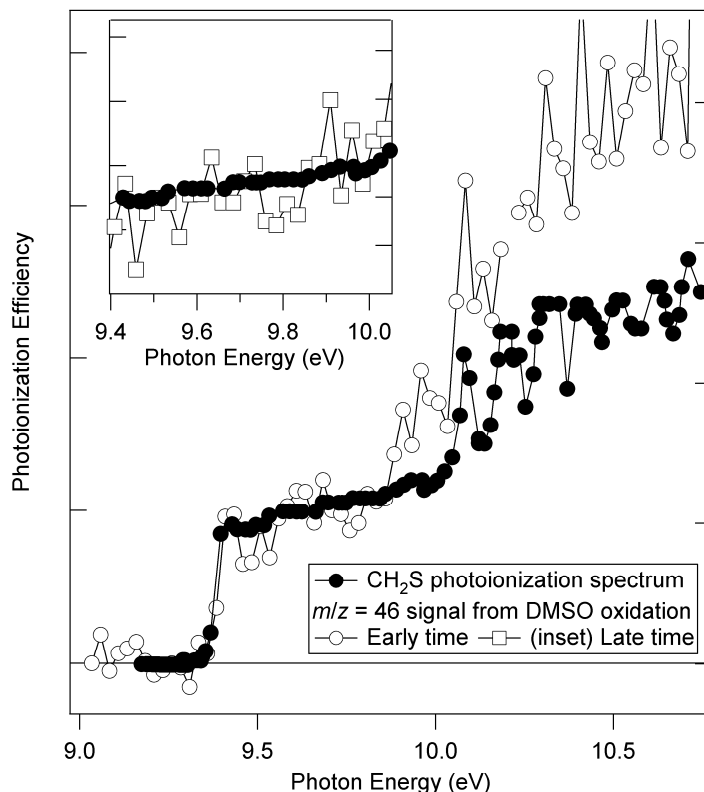 9.4 9.6 9.8 10.0
Photon Energy (eV)
Photoionization Efficiency
CH2S photoionization spectrum
m/z = 46 signal from DMSO oxidation
Early time (inset) Late time
9.0 9.5 10.0 10.5
Photon Energy (eV)